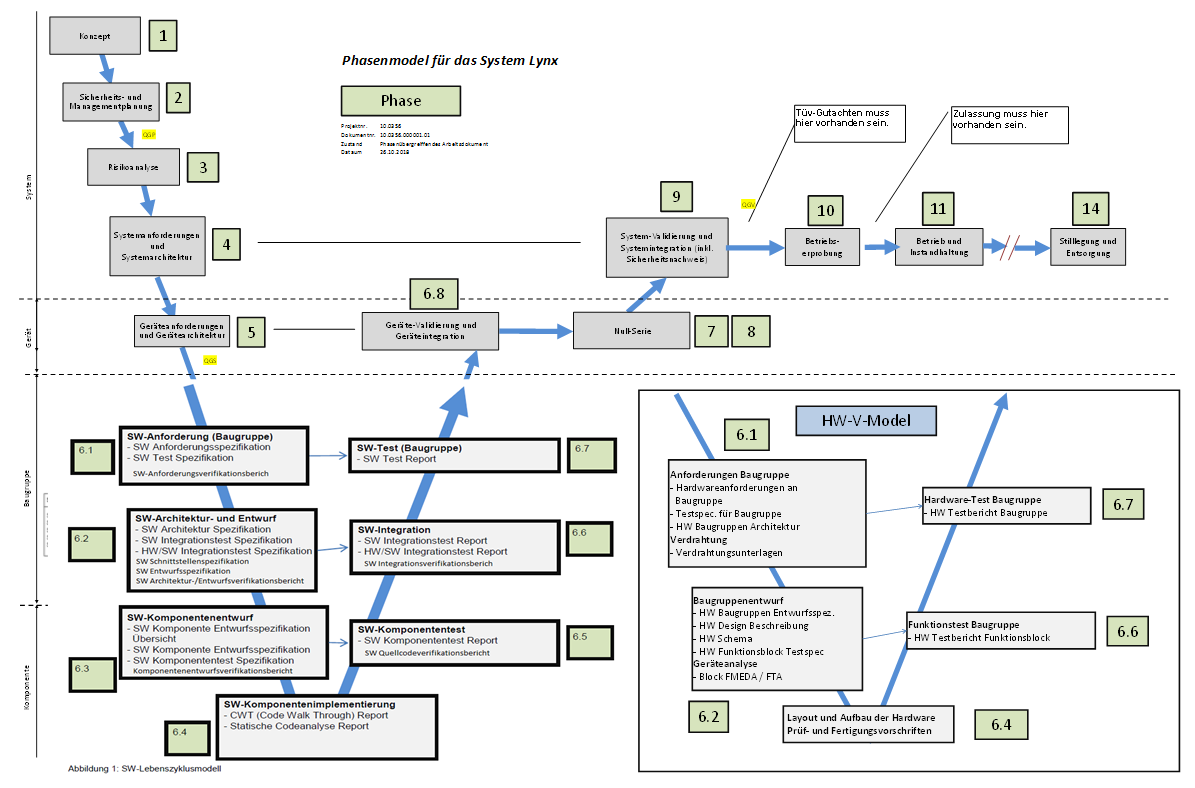 Konzept
1
Phasenmodel für das System Lynx
Sicherheits- und
Managementplanung
2
Phase
QGP
Projektnr. 10.0356
Dokumentnr. 10.0356.000001.01
Zustand Phasenübergreiffendes Arbeitsdokument
Dataum 26.10.2018
Tüv-Gutachten muss
hier vorhanden sein.
Zulassung muss hier
vorhanden sein.
Risikoanalyse
3
System
Systemanforderungen
und
Systemarchitektur
4
9
System-Validierung und
Systemintegration (inkl.
Sicherheitsnachweis)
QGV
10
Betriebs-
erprobung
11
Betrieb und
Instandhaltung
14
Stilllegung und
Entsorgung
6.8
Gerät
Geräteanforderungen
und Gerätearchitektur
5
Geräte-Validierung und
Geräteintegration
Null-Serie
7
8
QGS
Baugruppe
6.1
SW-Anforderung (Baugruppe)
- SW Anforderungsspezifikation
- SW Test Spezifikation
SW-Anforderungsverifikationsberich
SW-Test (Baugruppe)
- SW Test Report
6.7
6.2
SW-Architektur- und Entwurf
- SW Architektur Spezifikation
- SW Integrationstest Spezifikation
- HW/SW Integrationstest Spezifikation
SW Schnittstellenspezifikation
SW Entwurfsspezifikation
SW Architektur-/Entwurfsverifikationsbericht
SW-Integration
- SW Integrationstest Report
- HW/SW Integrationstest Report
SW Integrationsverifikationsberich
6.6
Komponente
6.3
SW-Komponentenentwurf
- SW Komponente Entwurfsspezifikation
Übersicht
- SW Komponente Entwurfsspezifikation
- SW Komponententest Spezifikation
Komponentenentwurfsverifikationsbericht
SW-Komponententest
- SW Komponententest Report
SW Quellcodeverifikationsbericht
6.5
6.4
SW-Komponentenimplementierung
- CWT (Code Walk Through) Report
- Statische Codeanalyse Report
Abbildung 1: SW-Lebenszyklusmodell
HW-V-Model
6.1
Anforderungen Baugruppe
- Hardwareanforderungen an
Baugruppe
- Testspec. für Baugruppe
- HW Baugruppen Architektur
Verdrahtung
- Verdrahtungsunterlagen
Hardware-Test Baugruppe
- HW Testbericht Baugruppe
6.7
Baugruppenentwurf
- HW Baugruppen Entwurfsspez.
- HW Design Beschreibung
- HW Schema
- HW Funktionsblock Testspec
Geräteanalyse
- Block FMEDA / FTA
Funktionstest Baugruppe
- HW Testbericht Funktionsblock
6.6
6.2
Layout und Aufbau der Hardware
Prüf- und Fertigungsvorschriften
6.4